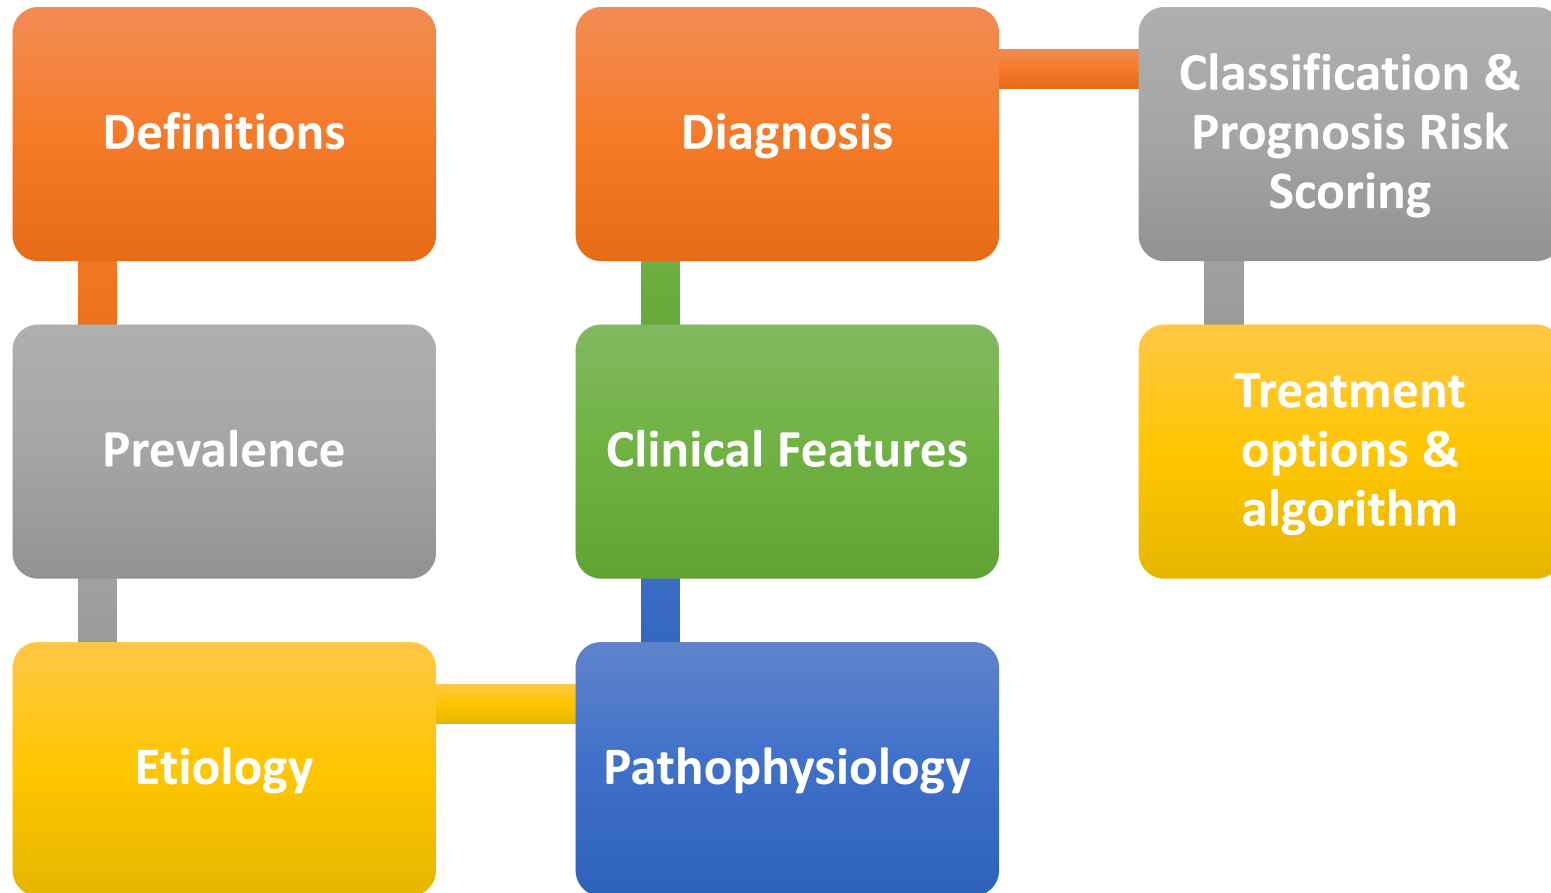 Definitions
Prevalence
Etiology
Pathophysiology
Clinical Features
Diagnosis
Classification &
Prognosis Risk
Scoring
Treatment
options &
algorithm